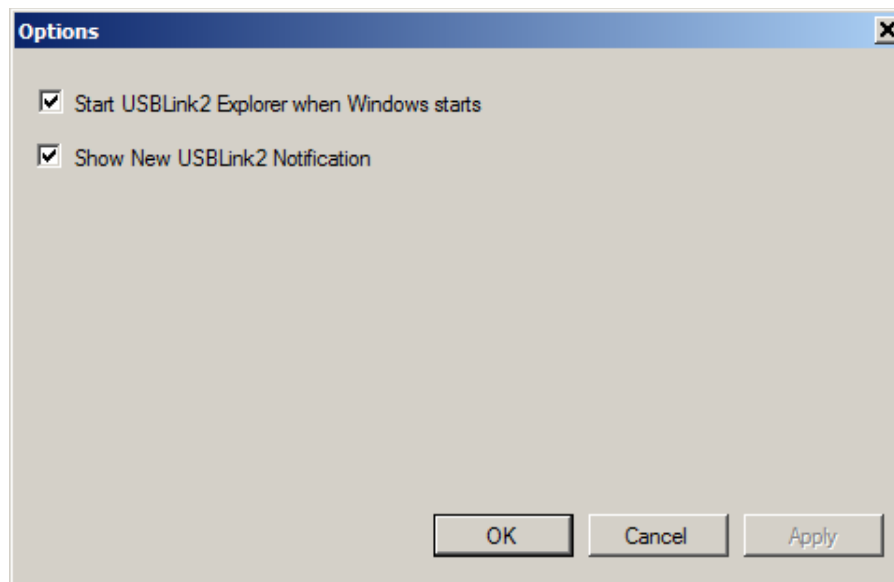 Options
Start USBLink2 Explorer when Windows starts
Show New USBLink2 Notification
OK
Cancel
Apply